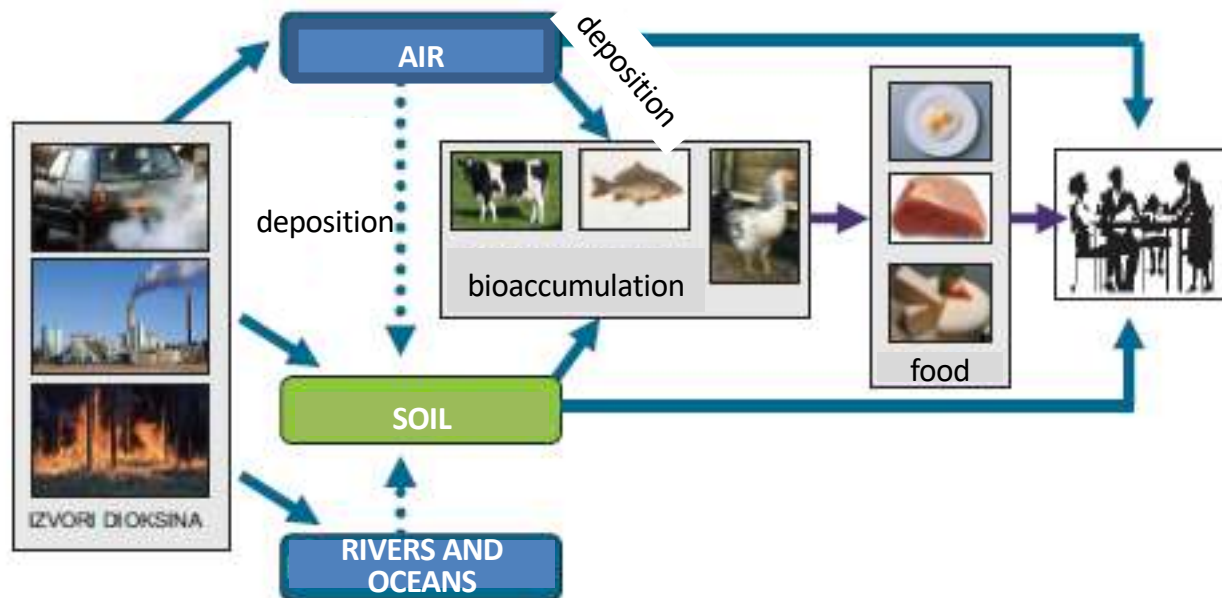 AIR
deposition
deposition
bioaccumulation
food
SOIL
IZVORI DIOKSINA
RIVERS AND
OCEANS